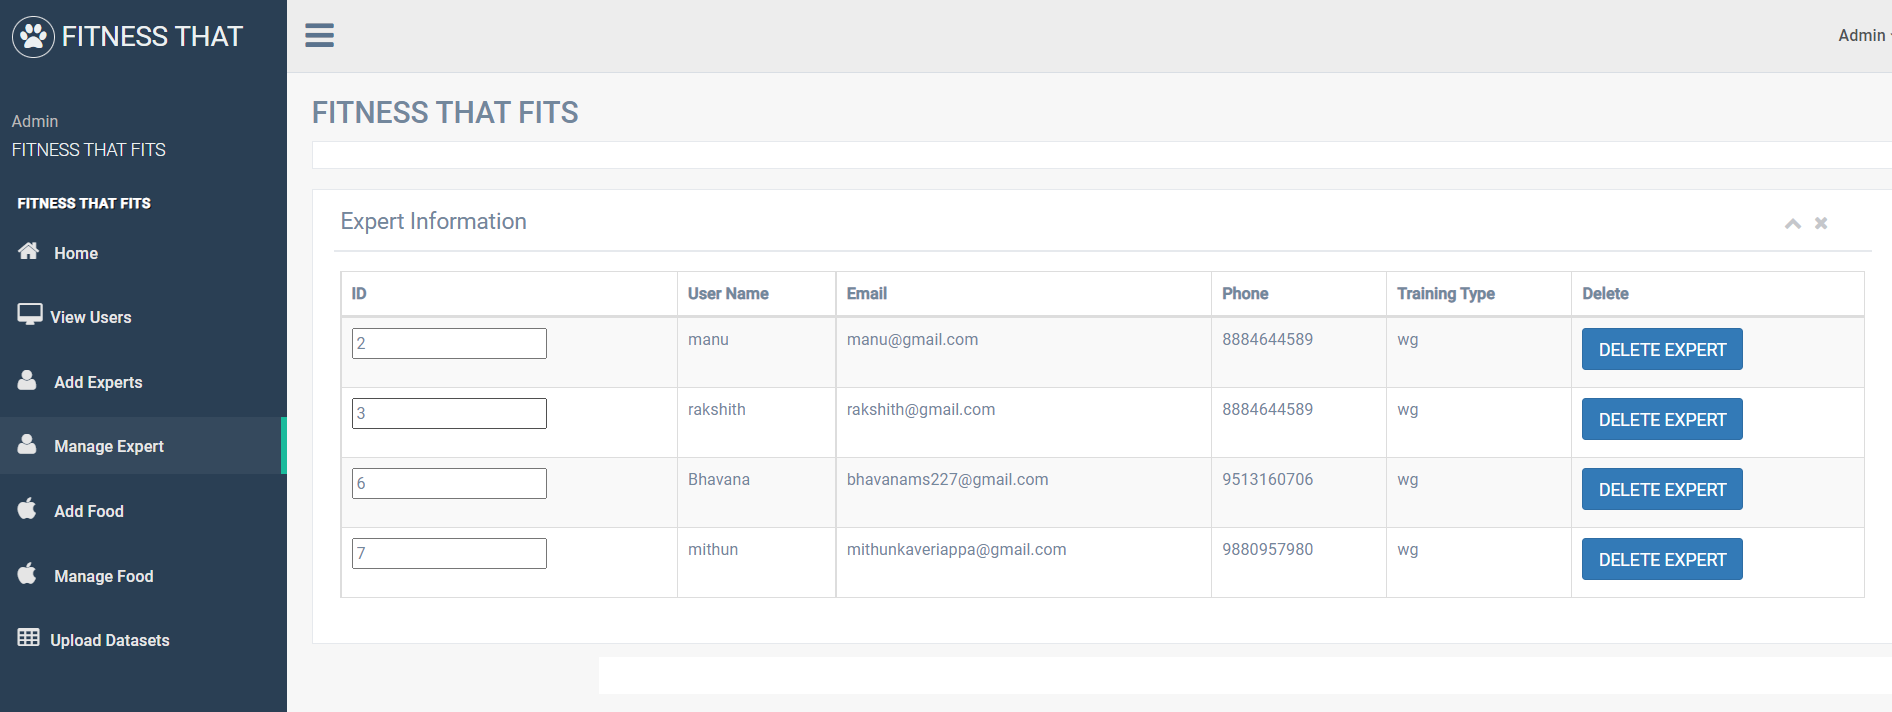 FITNESS THAT
Admin
FITNESS THAT FITS
FITNESS THAT FITS
Home
View Users
Add Experts
Manage Expert
Add Food
Manage Food
Upload Datasets
Admin
FITNESS THAT FITS
Expert Information
ID User Name Email Phone Training Type Delete
2 manu manu@gmail.com 8884644589 wg DELETE EXPERT
3 rakshith rakshith@gmail.com 8884644589 wg DELETE EXPERT
6 Bhavana bhavanams227@gmail.com 9513160706 wg DELETE EXPERT
7 mithun mithunkaveriappa@gmail.com 9880957980 wg DELETE EXPERT